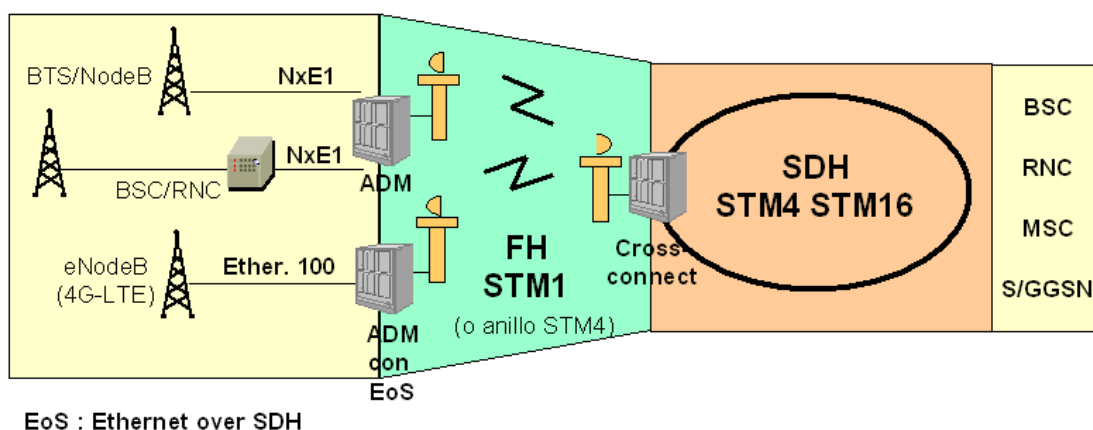 BTS/NodeB
NxE1
BSC/RNC
NxE1
ADM
eNodeB
(4G-LTE)
Ether. 100
ADM
con
EoS
FH
STM1
(o anillo STM4)
Cross-
connect
SDH
STM4 STM16
BSC
RNC
MSC
S/GGSN
EoS : Ethernet over SDH